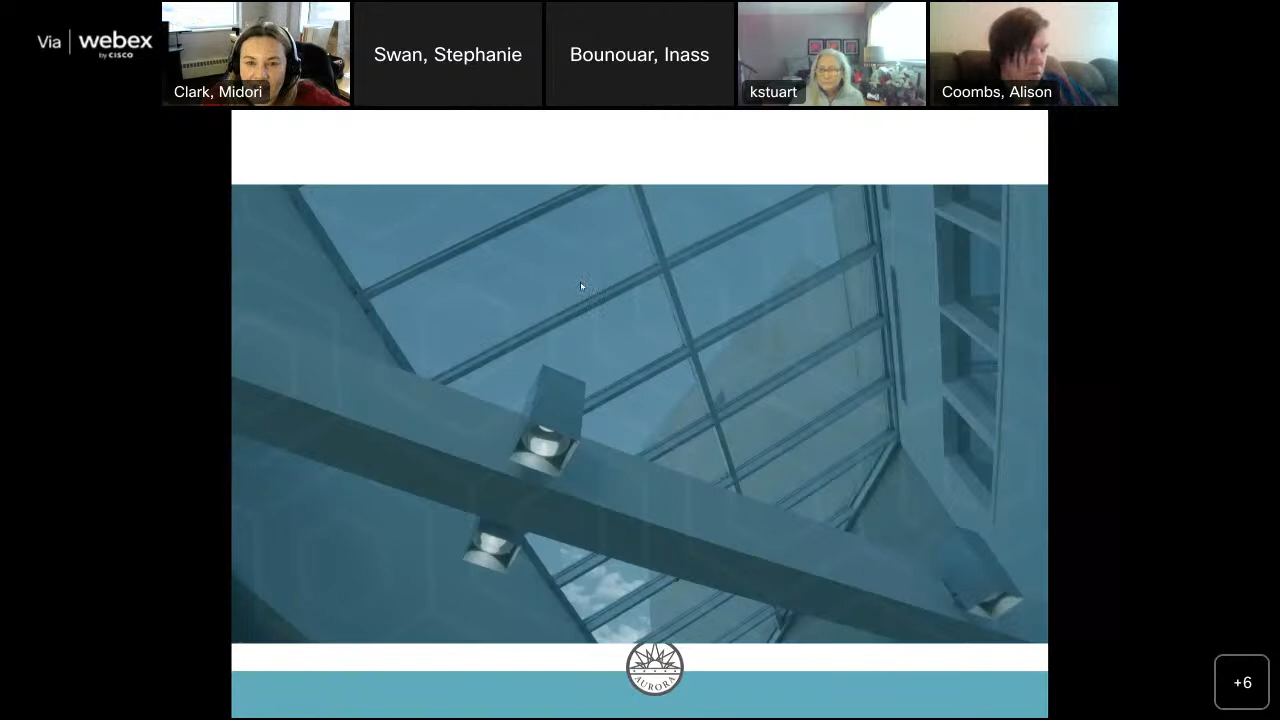 Via webex
by CISCO
Clark, Midori
Swan, Stephanie
Bounouar, Inass
kstuart
Coombs, Alison
AURORA
+6